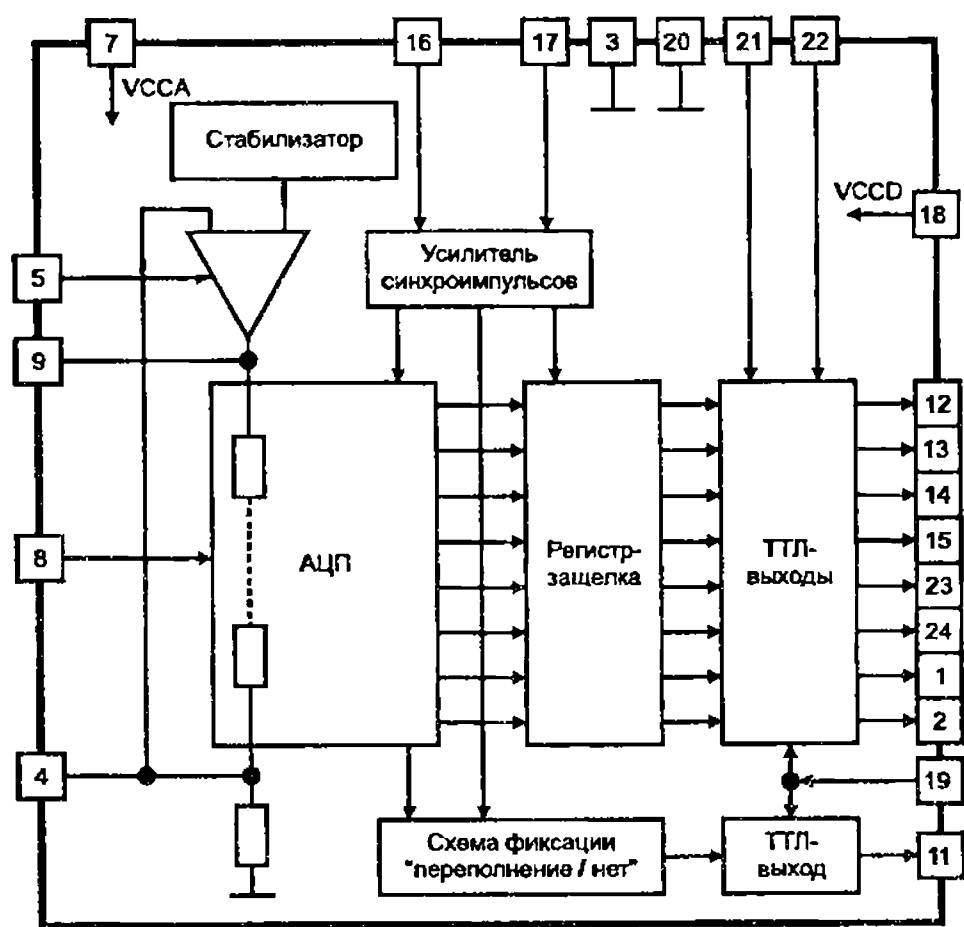 7
16
17
3
20
21
22
VCCA
Стабилизатор
VCCD
18
Усилитель
синхроимпульсов
5
9
12
13
14
8
АЦП
Регистр-
защелка
ТТЛ-
выходы
15
23
24
1
2
4
19
Схема фиксации
"переполнение / нет"
ТТЛ-
выход
11